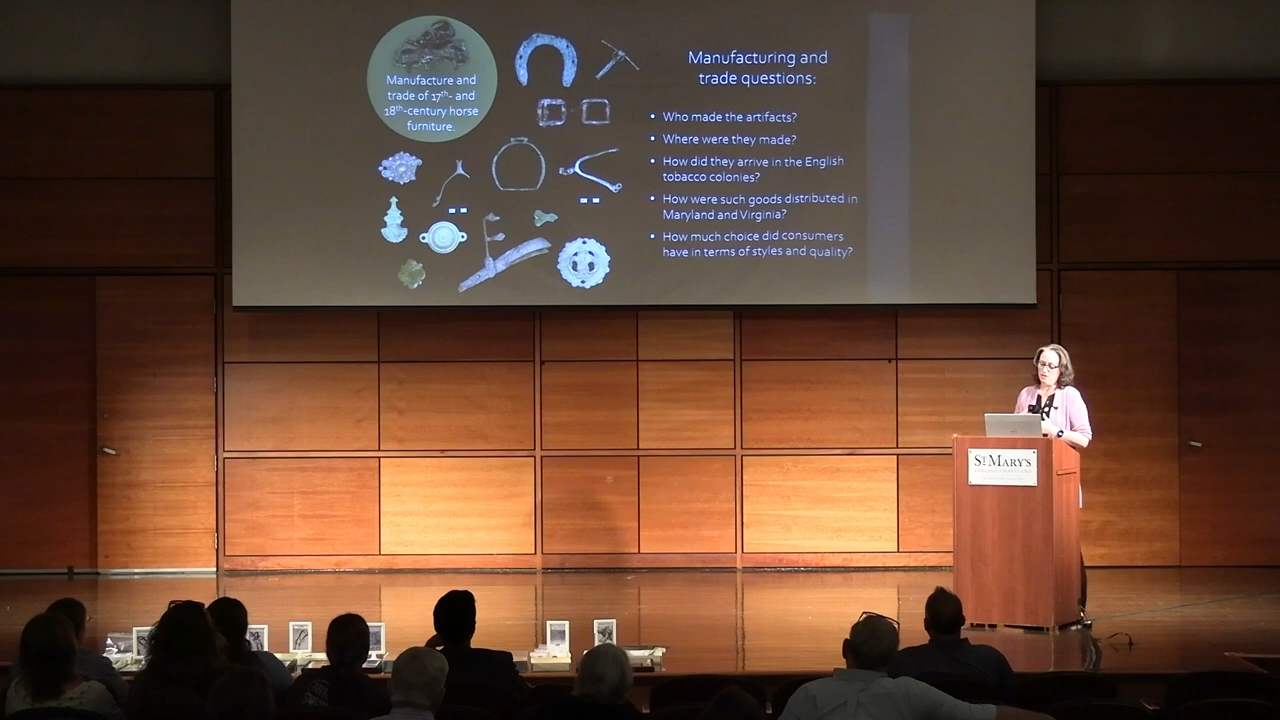 Manufacture and
trade of 17th- and
18th-century horse
furniture.
Manufacturing and
trade questions:
• Who made the artifacts?
• Where were they made?
• How did they arrive in the English
tobacco colonies?
• How were such goods distributed in
Maryland and Virginia?
• How much choice did consumers
have in terms of styles and quality?
ST MARY'S